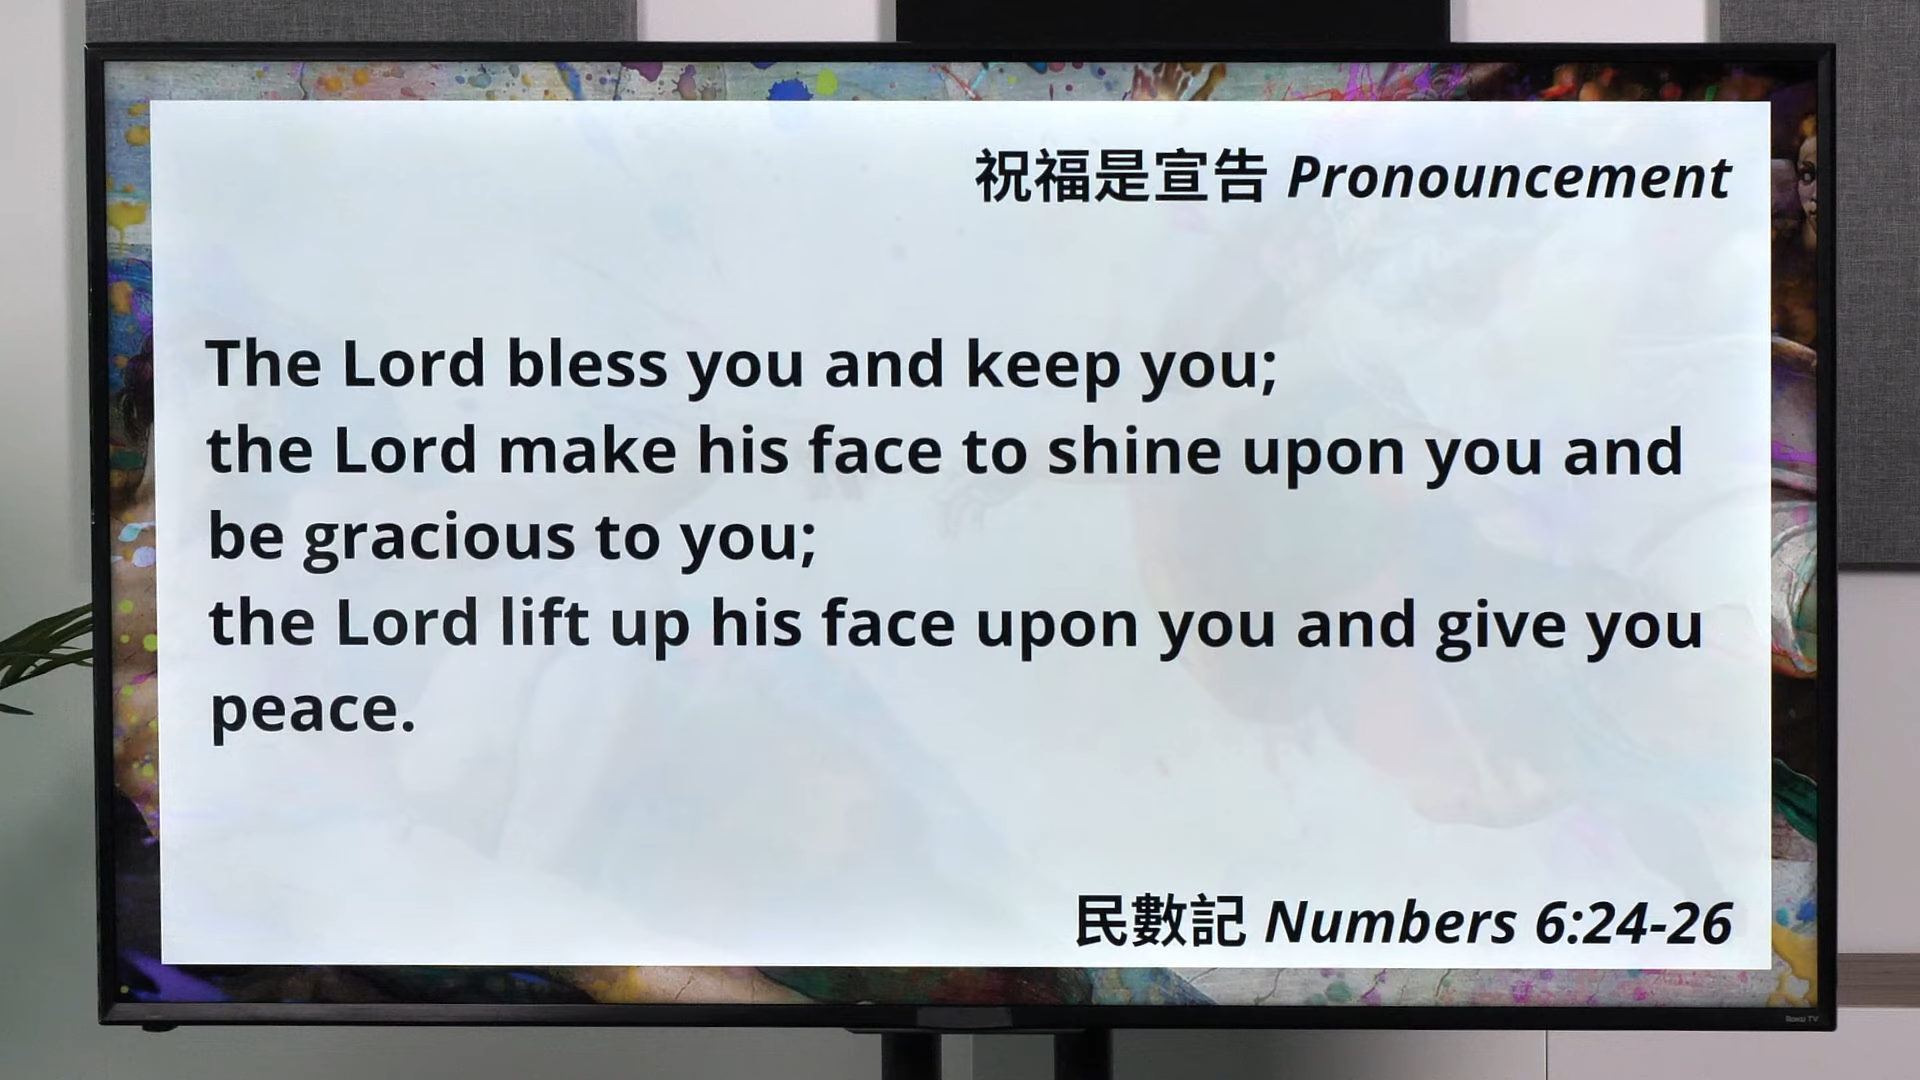 祝福是宣告 Pronouncement
The Lord bless you and keep you;
the Lord make his face to shine upon you and
be gracious to you;
the Lord lift up his face upon you and give you
peace.
民數記 Numbers 6:24-26
Roku TV